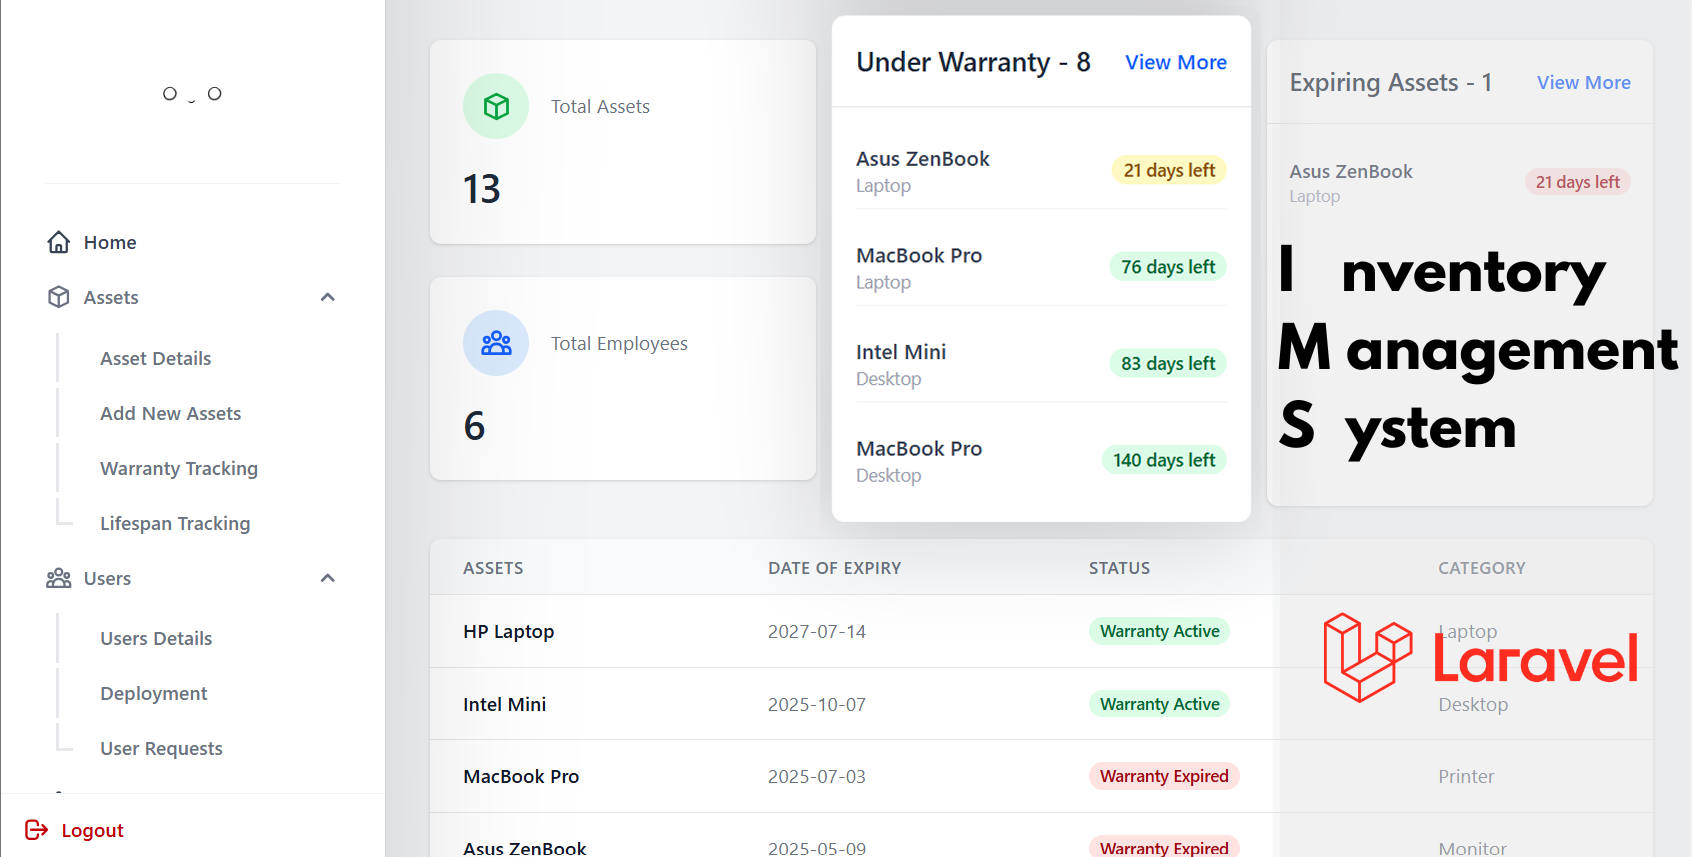 Home
Assets
Asset Details
Add New Assets
Warranty Tracking
Lifespan Tracking
Users
Users Details
Deployment
User Requests
Logout
Total Assets
13
Total Employees
6
Under Warranty - 8 View More
Asus ZenBook
Laptop
21 days left
MacBook Pro
Laptop
76 days left
Intel Mini
Desktop
83 days left
MacBook Pro
Desktop
140 days left
Expiring Assets - 1 View More
Asus ZenBook
Laptop
21 days left
Inventory
Management
System
ASSETS DATE OF EXPIRY STATUS CATEGORY
HP Laptop 2027-07-14 Warranty Active Laptop
Intel Mini 2025-10-07 Warranty Active Desktop
MacBook Pro 2025-07-03 Warranty Expired Printer
Asus ZenBook 2025-05-09 Warranty Expired Monitor
Laravel